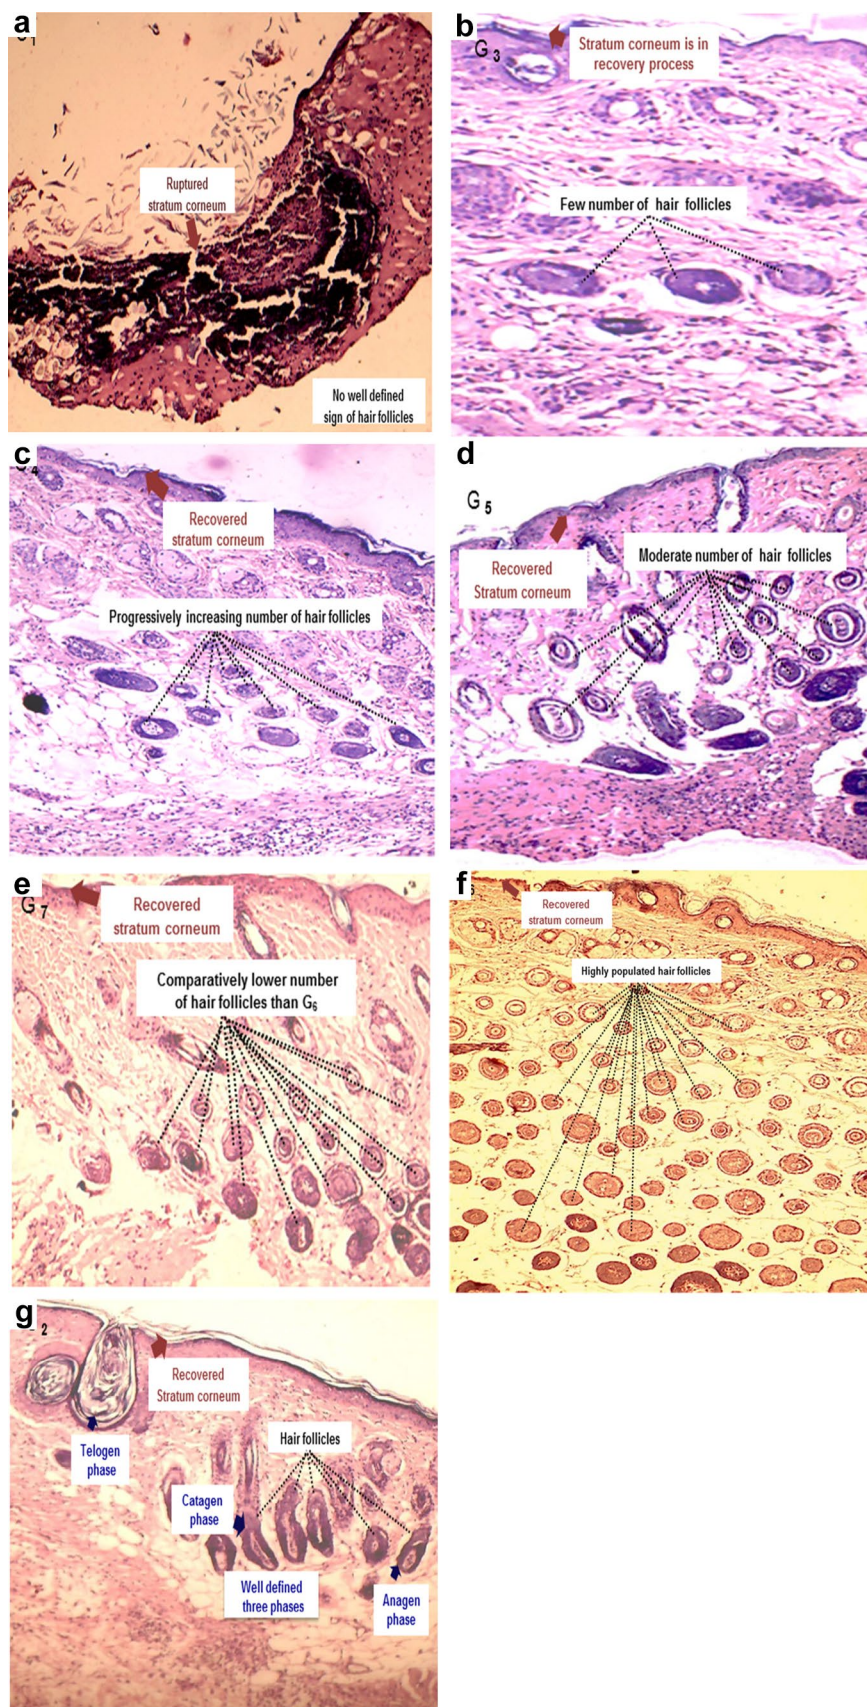 a
Ruptured
stratum corneum
No well defined
sign of hair follicles
b
G3
Stratum corneum is in
recovery process
Few number of hair follicles
c
Recovered
stratum corneum
Progressively increasing number of hair follicles
d
G5
Recovered
Stratum corneum
Moderate number of hair follicles
e
G7
Recovered
stratum corneum
Comparatively lower number
of hair follicles than G6
f
Recovered
stratum corneum
Highly populated hair follicles
g
2
Recovered
Stratum corneum
Telogen
phase
Hair follicles
Catagen
phase
Well defined
three phases
Anagen
phase